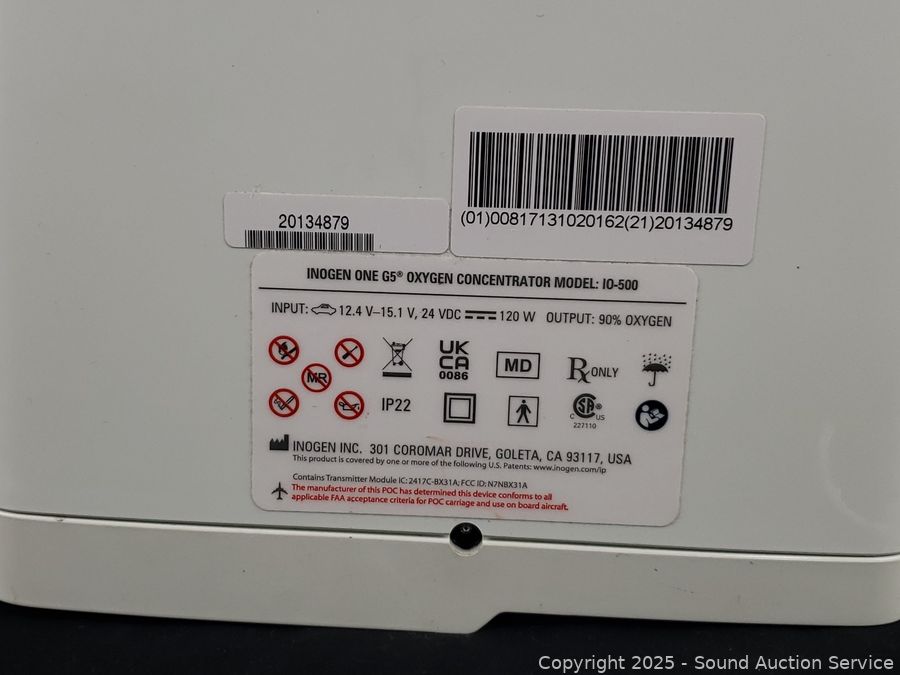 20134879
(01)00817131020162(21)20134879
INOGEN ONE G5® OXYGEN CONCENTRATOR MODEL: IO-500
INPUT: 12.4 V–15.1 V, 24 VDC 120 W OUTPUT: 90% OXYGEN
MR
UK
CA
0086
MD
Rx ONLY
IP22
CSA®
C US
227110
INOGEN INC. 301 COROMAR DRIVE, GOLETA, CA 93117, USA
This product is covered by one or more of the following U.S. Patents: www.inogen.com/ip
Contains Transmitter Module IC: 2417C-BX31A; FCC ID: N7NBX31A
The manufacturer of this POC has determined this device conforms to all
applicable FAA acceptance criteria for POC carriage and use on board aircraft.
Copyright 2025 - Sound Auction Service